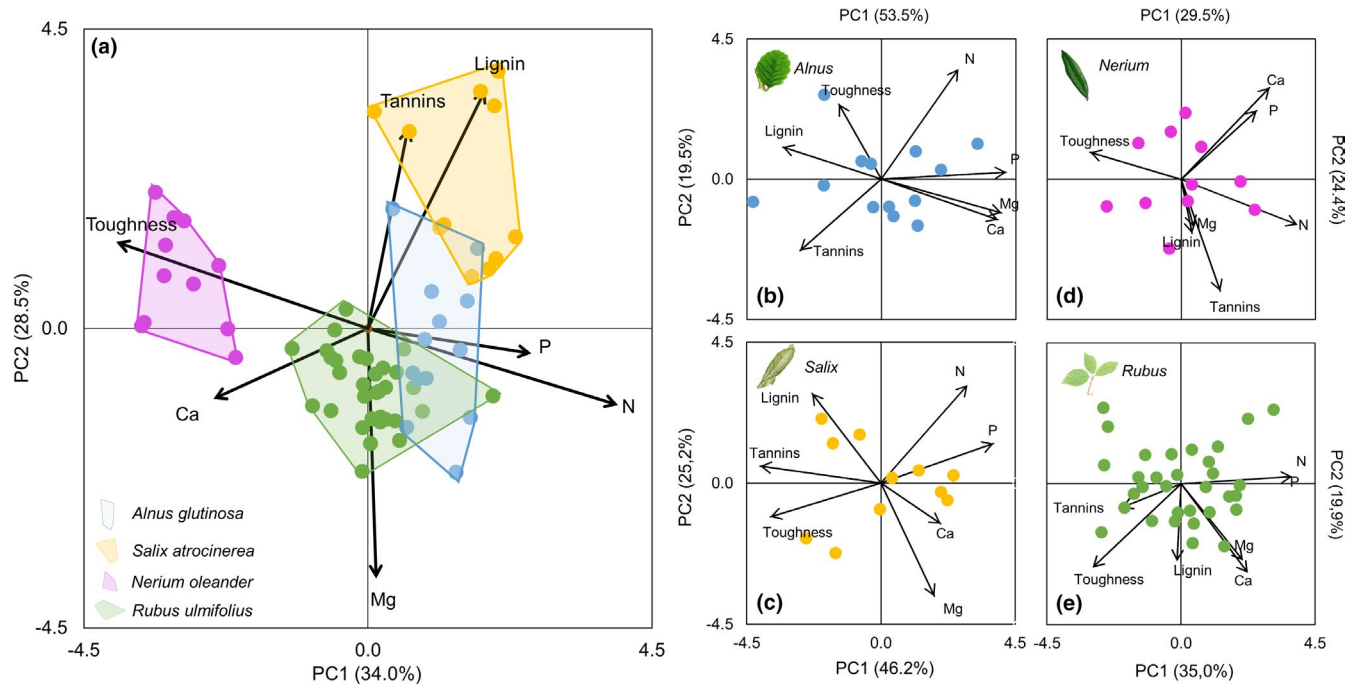 (a)
4.5
0.0
-4.5
-4.5
0.0
4.5
PC2 (28.5%)
PC1 (34.0%)
Lignin
Tannins
Toughness
Ca
P
N
Mg
Alnus glutinosa
Salix atrocinerea
Nerium oleander
Rubus ulmifolius
PC1 (53.5%)
4.5
0.0
-4.5
PC2 (19.5%)
Alnus
N
Toughness
Lignin
P
Mg
Ca
Tannins
(b)
PC1 (29.5%)
Nerium
Ca
P
Toughness
Mg
N
Lignin
Tannins
(d)
PC2 (24.4%)
4.5
0.0
-4.5
PC2 (25,2%)
Salix
N
Lignin
P
Tannins
Toughness
Ca
Mg
(c)
0.0
4.5
PC1 (46.2%)
Rubus
N
P
Tannins
Mg
Toughness
Lignin
Ca
(e)
0.0
4.5
PC1 (35,0%)
PC2 (19,9%)